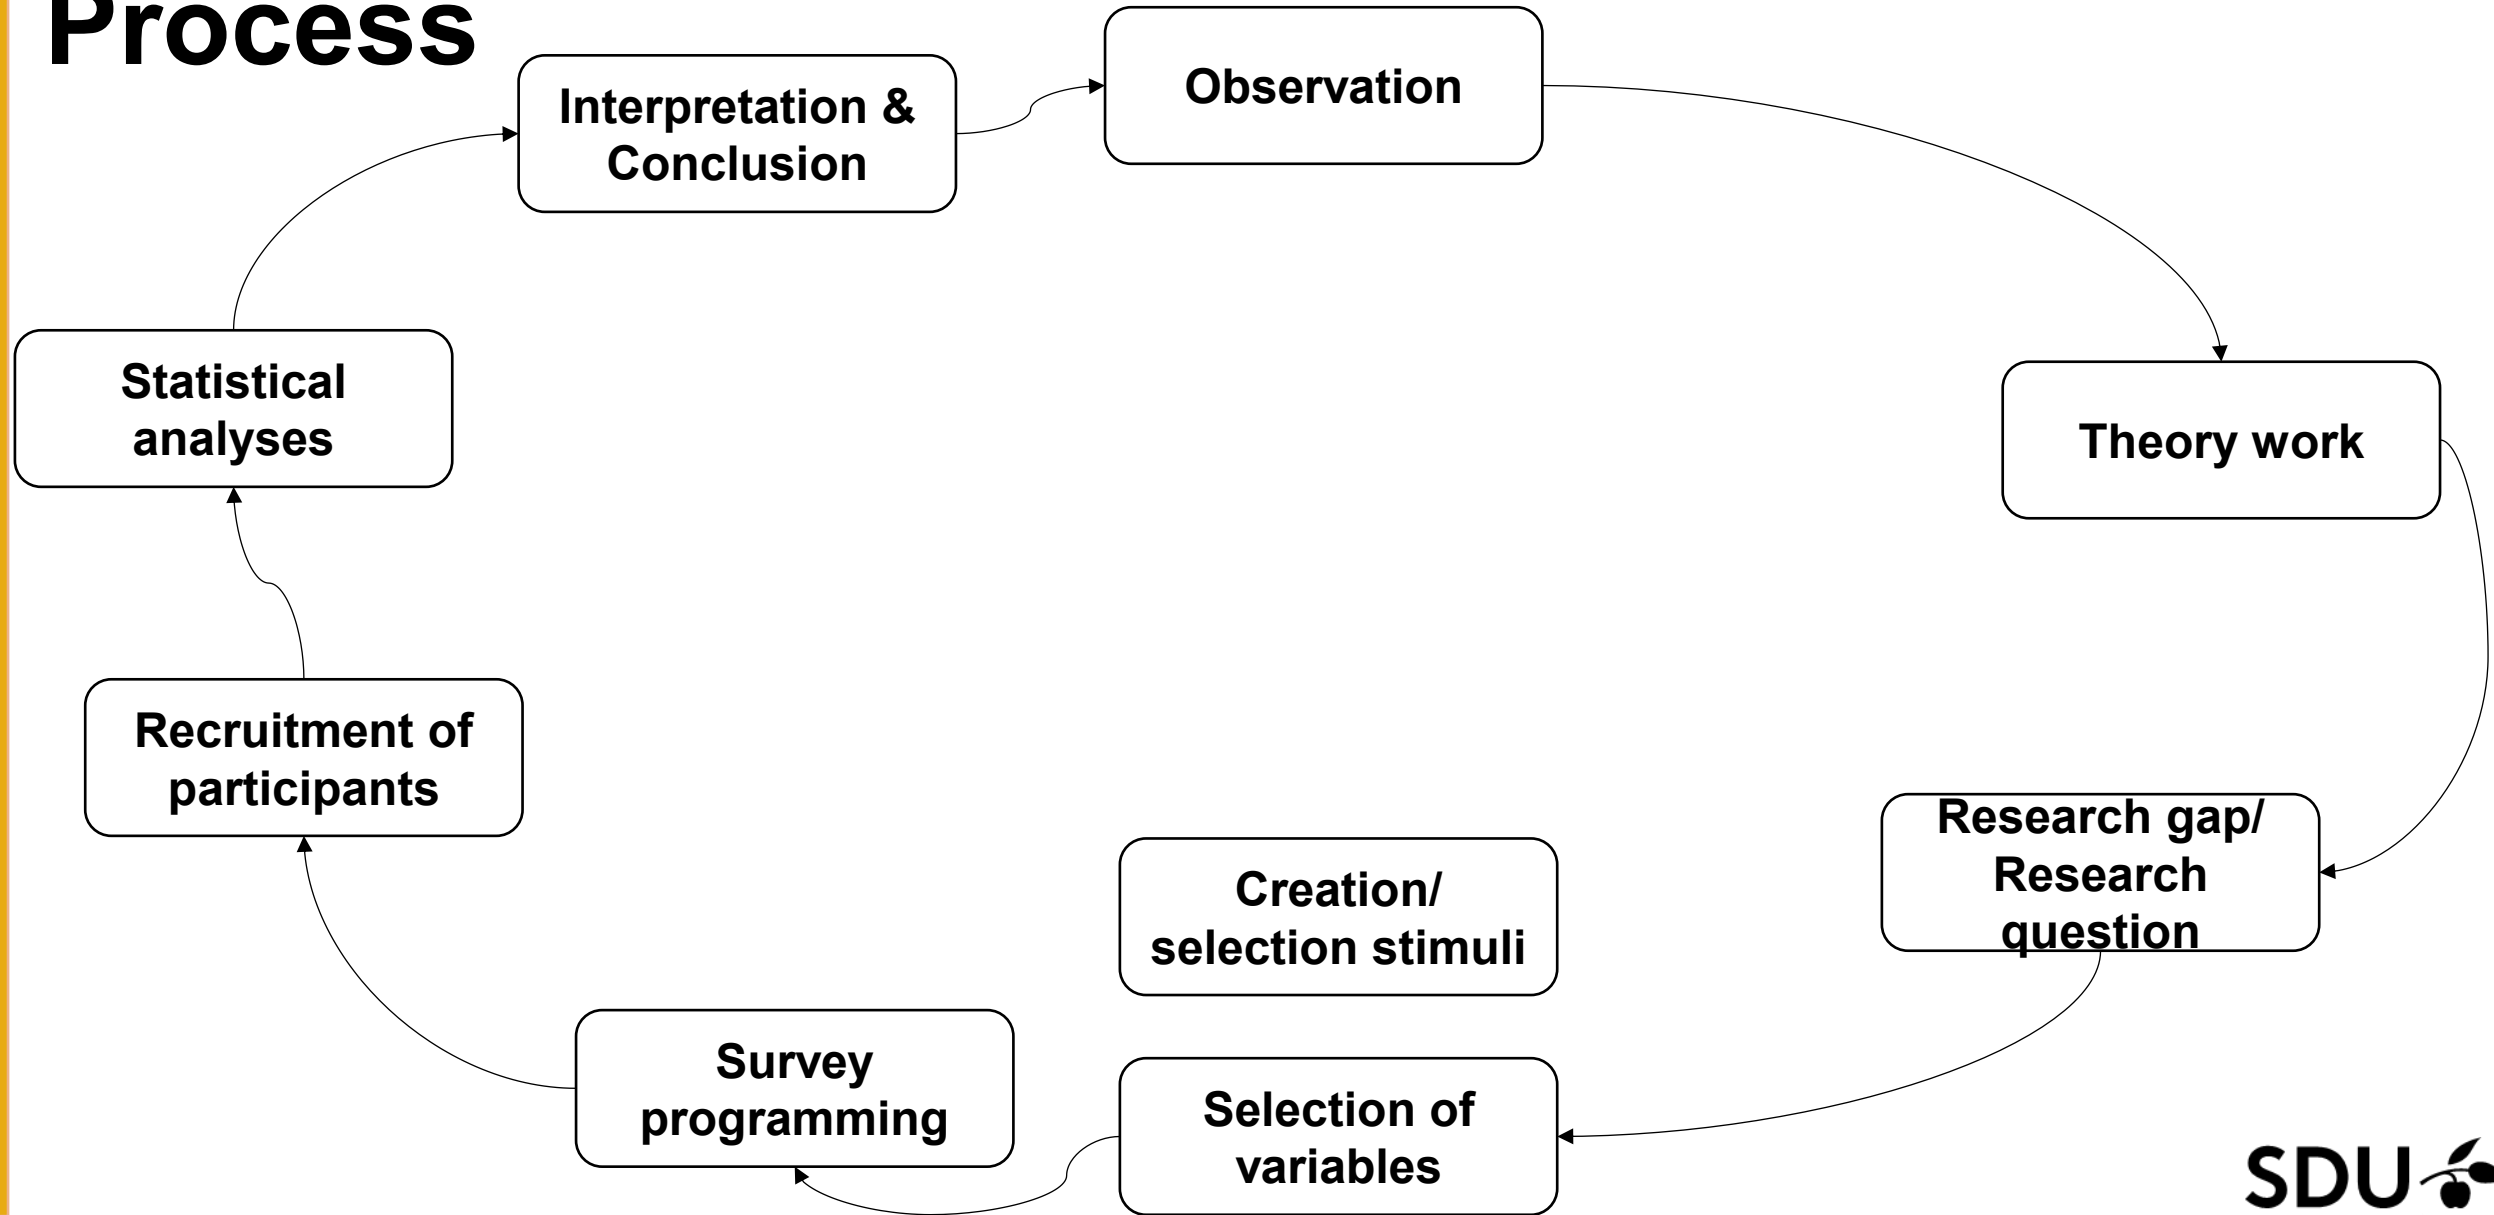 Process
Interpretation &
Conclusion
Observation
Statistical
analyses
Theory work
Recruitment of
participants
Research gap/
Research
question
Creation/
selection stimuli
Survey
programming
Selection of
variables
SDU